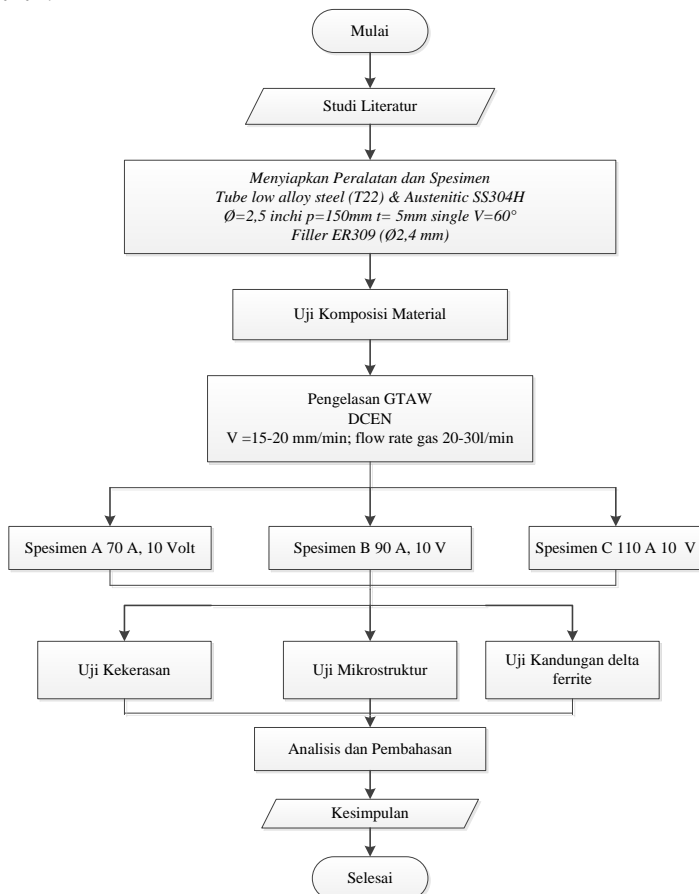 Mulai
Studi Literatur
Menyiapkan Peralatan dan Spesimen
Tube low alloy steel (T22) & Austenitic SS304H
Ø=2,5 inchi p=150mm t= 5mm single V=60°
Filler ER309 (Ø2,4 mm)
Uji Komposisi Material
Pengelasan GTAW
DCEN
V =15-20 mm/min; flow rate gas 20-30l/min
Spesimen A 70 A, 10 Volt
Spesimen B 90 A, 10 V
Spesimen C 110 A 10 V
Uji Kekerasan
Uji Mikrostruktur
Uji Kandungan delta
ferrite
Analisis dan Pembahasan
Kesimpulan
Selesai